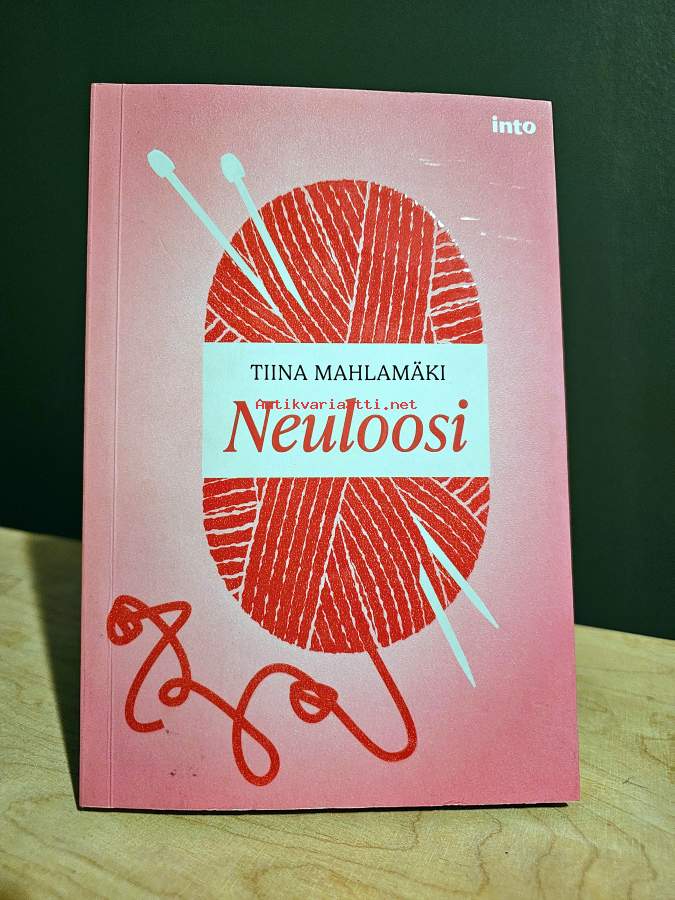 into
TIINA MAHLAMÄKI
Antikvariaatti.net
Neuloosi